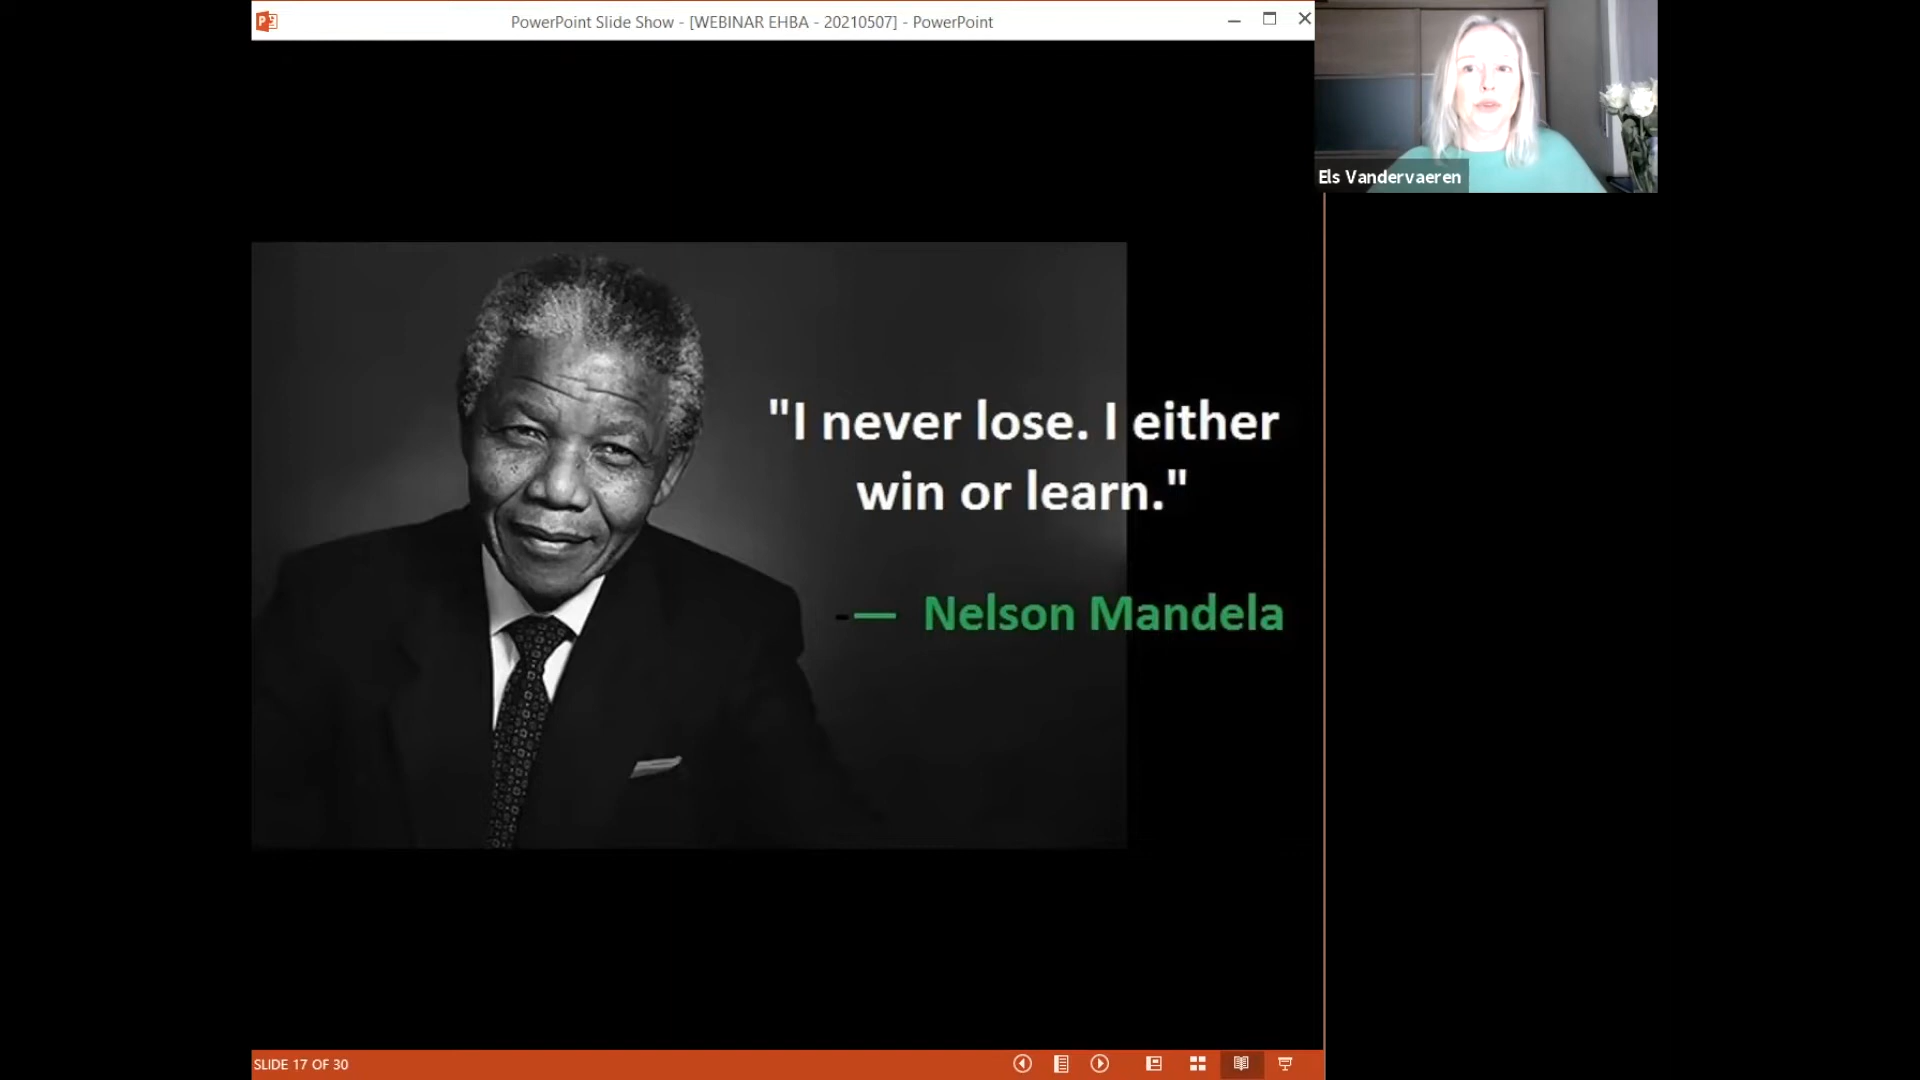 PowerPoint Slide Show - [WEBINAR EHBA - 20210507] - PowerPoint
Els Vandervaeren
"I never lose. I either
win or learn."
-— Nelson Mandela
SLIDE 17 OF 30